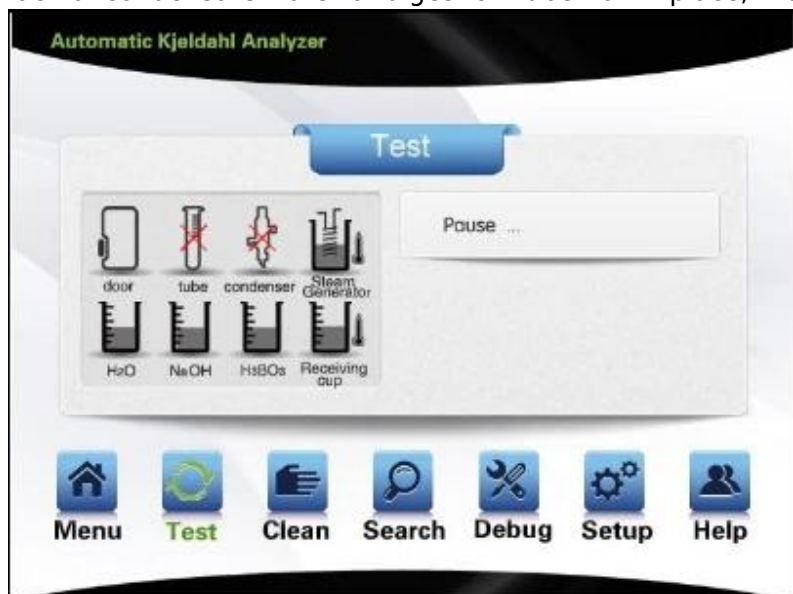 Automatic Kjeldahl Analyzer
Test
Pause ...
door tube condenser Steam Generator
H₂O NaOH H₃BO₃ Receiving cup
Menu Test Clean Search Debug Setup Help